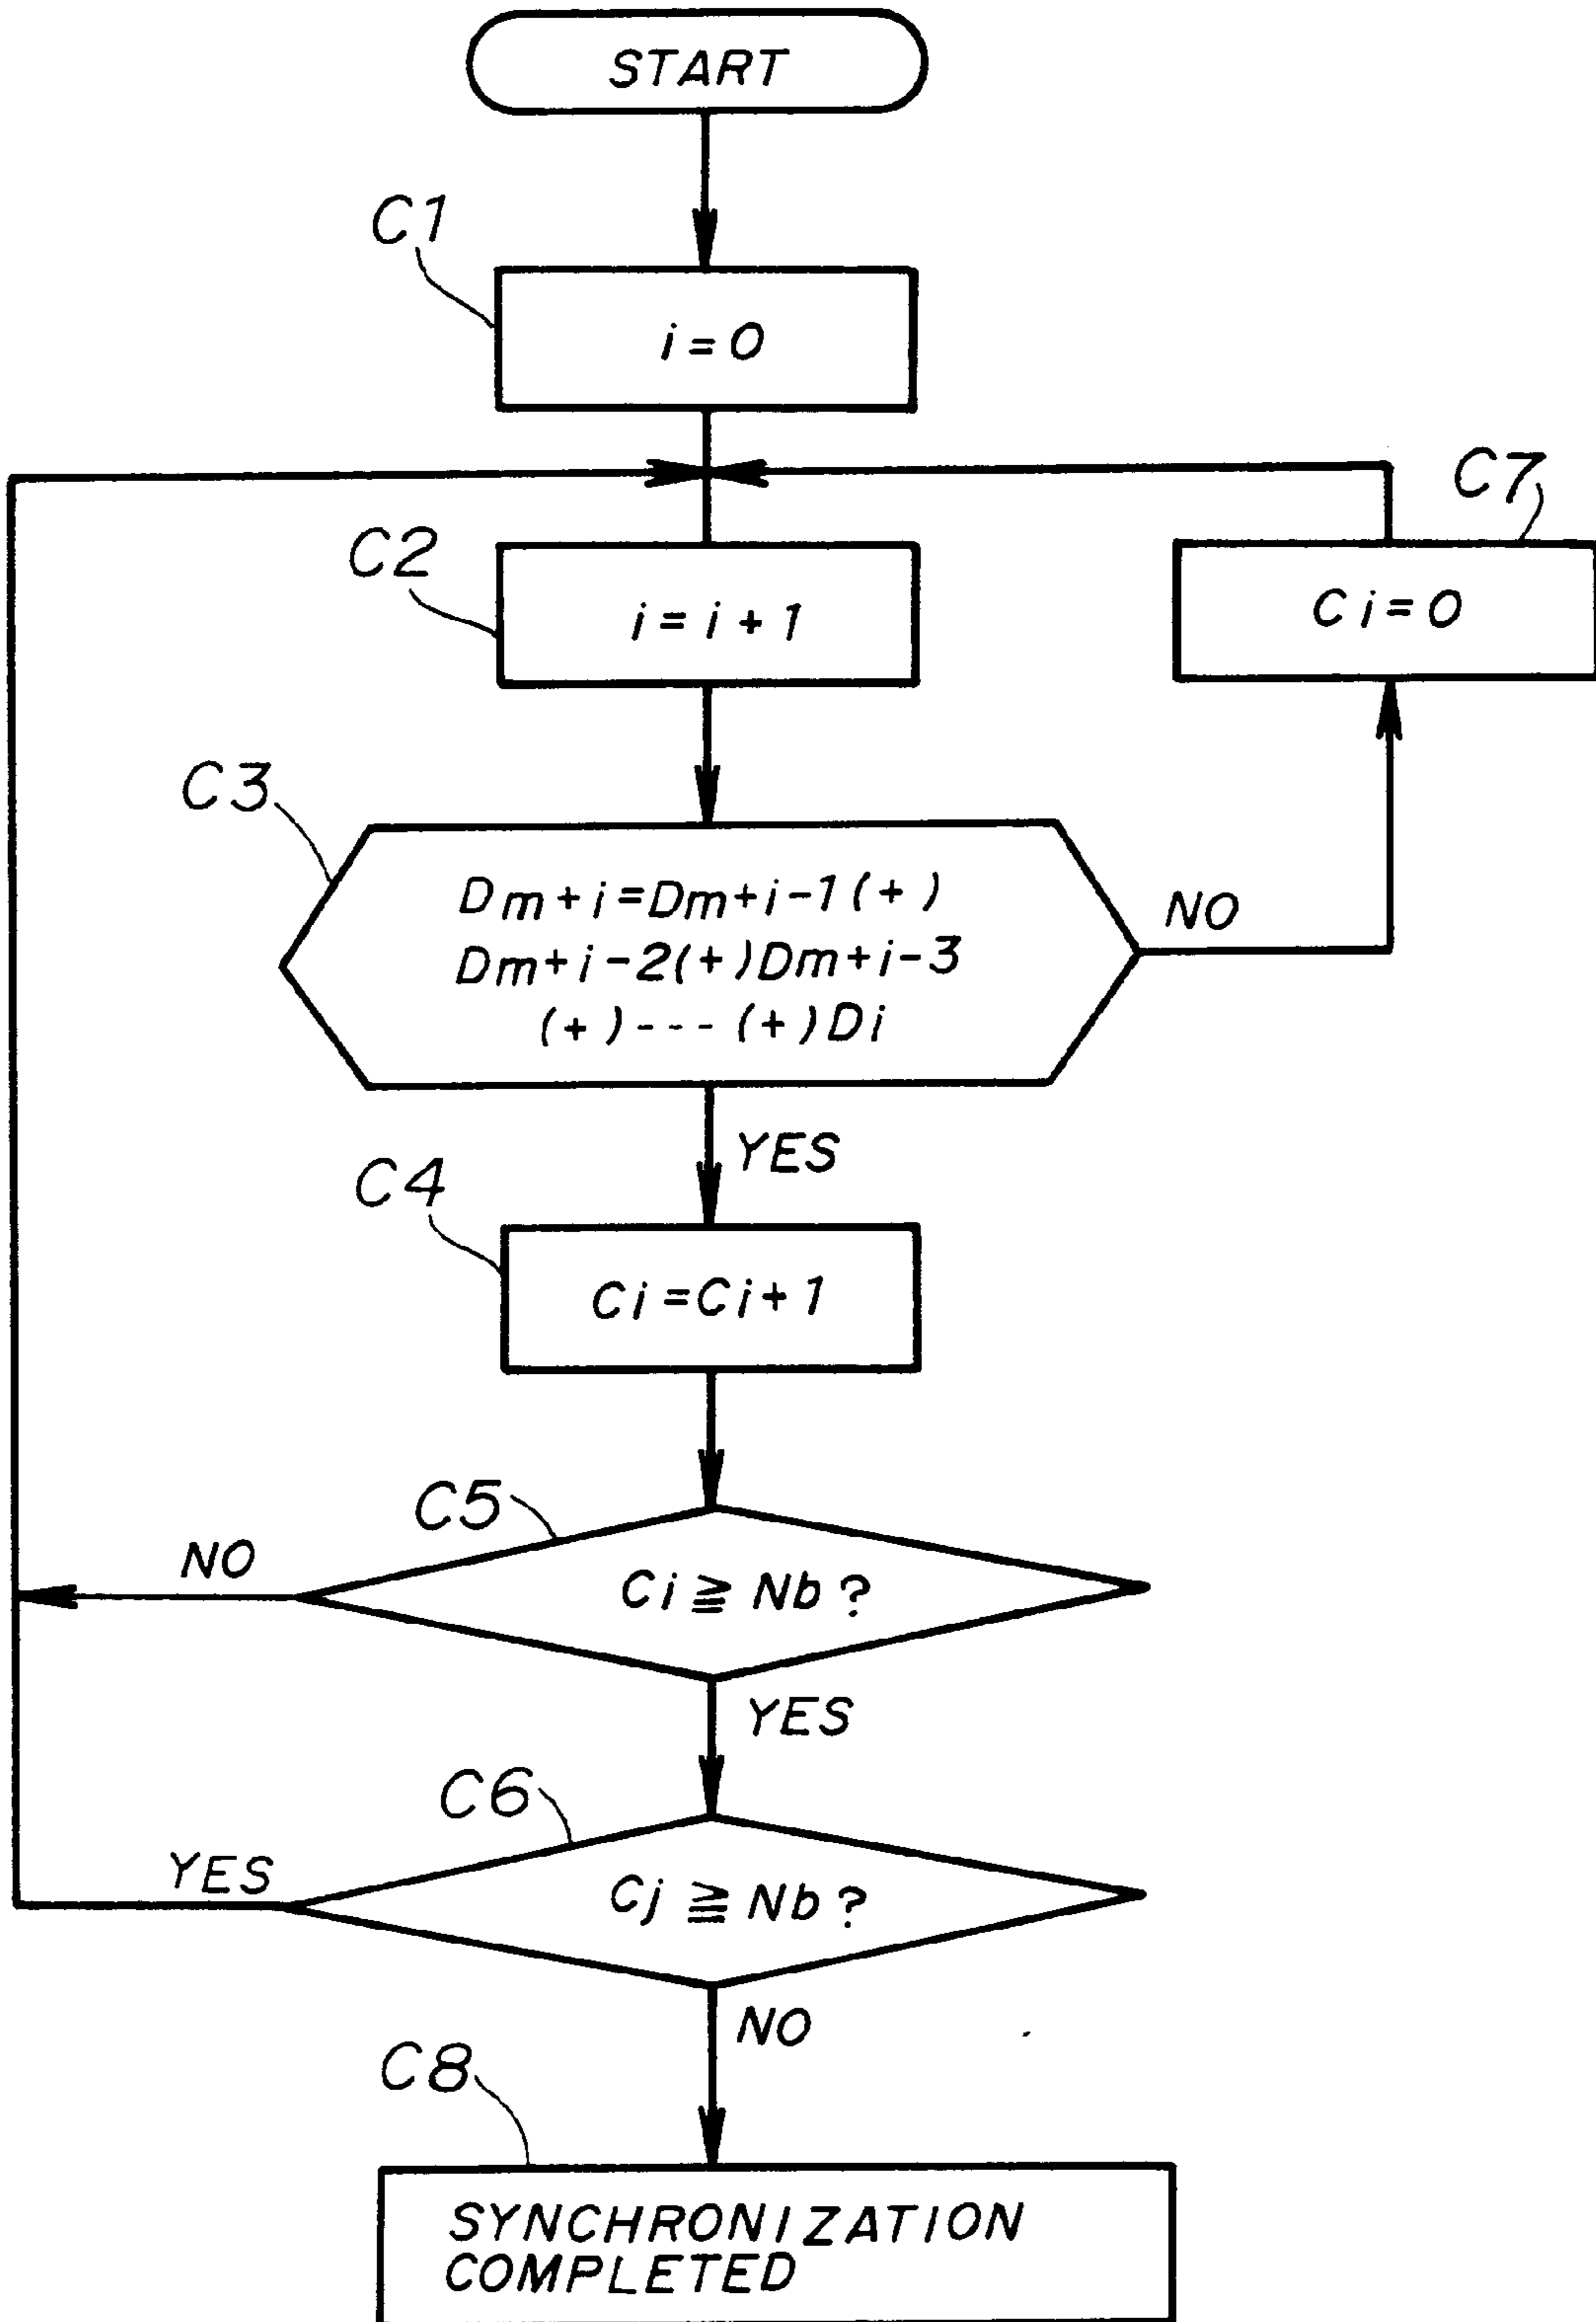 START
C1
i=0
C7
C2
i=i+1
Ci=0
C3
Dm+i=Dm+i-1(+)
Dm+i-2(+)Dm+i-3
(+)---(+)Di
NO
YES
C4
Ci=Ci+1
C5
NO
Ci≧Nb?
YES
C6
YES
Cj≧Nb?
NO
C8
SYNCHRONIZATION
COMPLETED